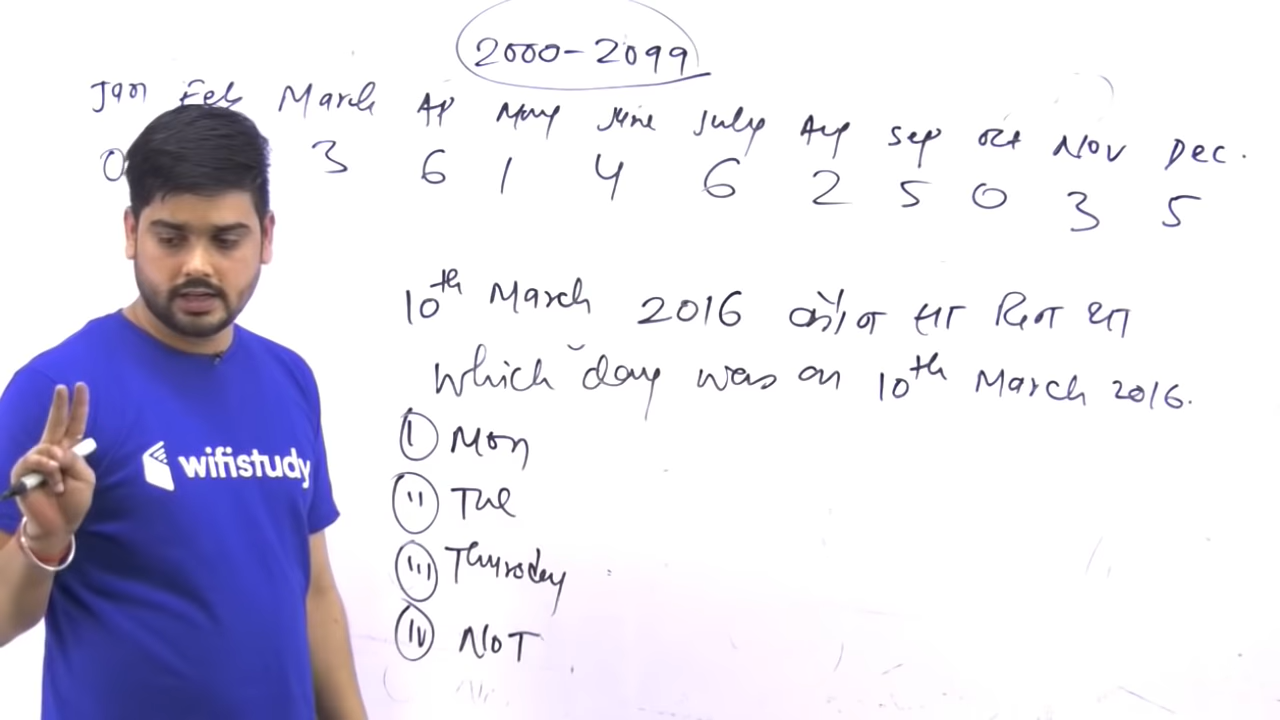 2000-2099
Jan Feb March AP May June July Aug Sep Oct Nov Dec.
0 3 6 1 4 6 2 5 0 3 5
10th March 2016 कौन सा दिन था
which day was on 10th March 2016.
I Mon
II Tue
III Thursday
IV NOT
wifistudy